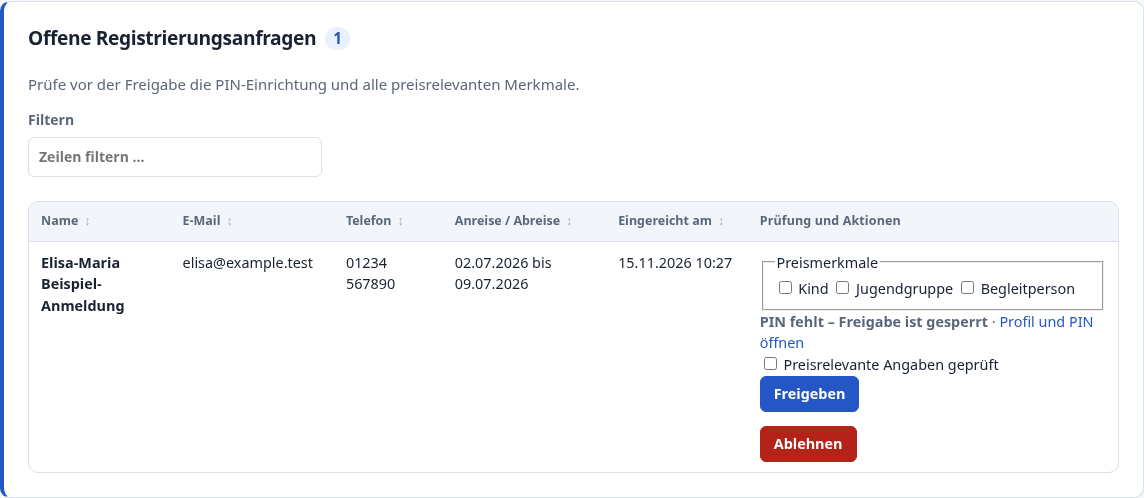 Offene Registrierungsanfragen 1
Prüfe vor der Freigabe die PIN-Einrichtung und alle preisrelevanten Merkmale.
Filtern
Zeilen filtern ...
Name ↕ E-Mail ↕ Telefon ↕ Anreise / Abreise ↕ Eingereicht am ↕ Prüfung und Aktionen
Elisa-Maria
Beispiel-
Anmeldung
elisa@example.test
01234
567890
02.07.2026 bis
09.07.2026
15.11.2026 10:27
Preismerkmale
Kind Jugendgruppe Begleitperson
PIN fehlt – Freigabe ist gesperrt · Profil und PIN
öffnen
Preisrelevante Angaben geprüft
Freigeben
Ablehnen